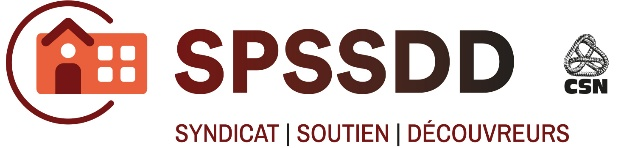 SPSSDD
CSN
SYNDICAT | SOUTIEN | DÉCOUVREURS